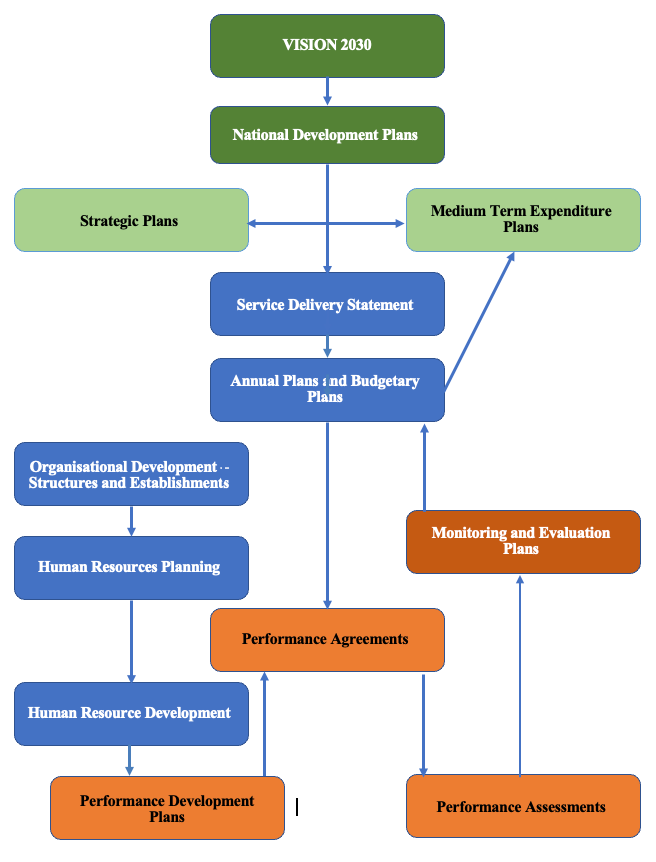 VISION 2030
National Development Plans
Strategic Plans
Medium Term Expenditure
Plans
Service Delivery Statement
Annual Plans and Budgetary
Plans
Organisational Development --
Structures and Establishments
Monitoring and Evaluation
Plans
Human Resources Planning
Performance Agreements
Human Resource Development
Performance Development
Plans
Performance Assessments